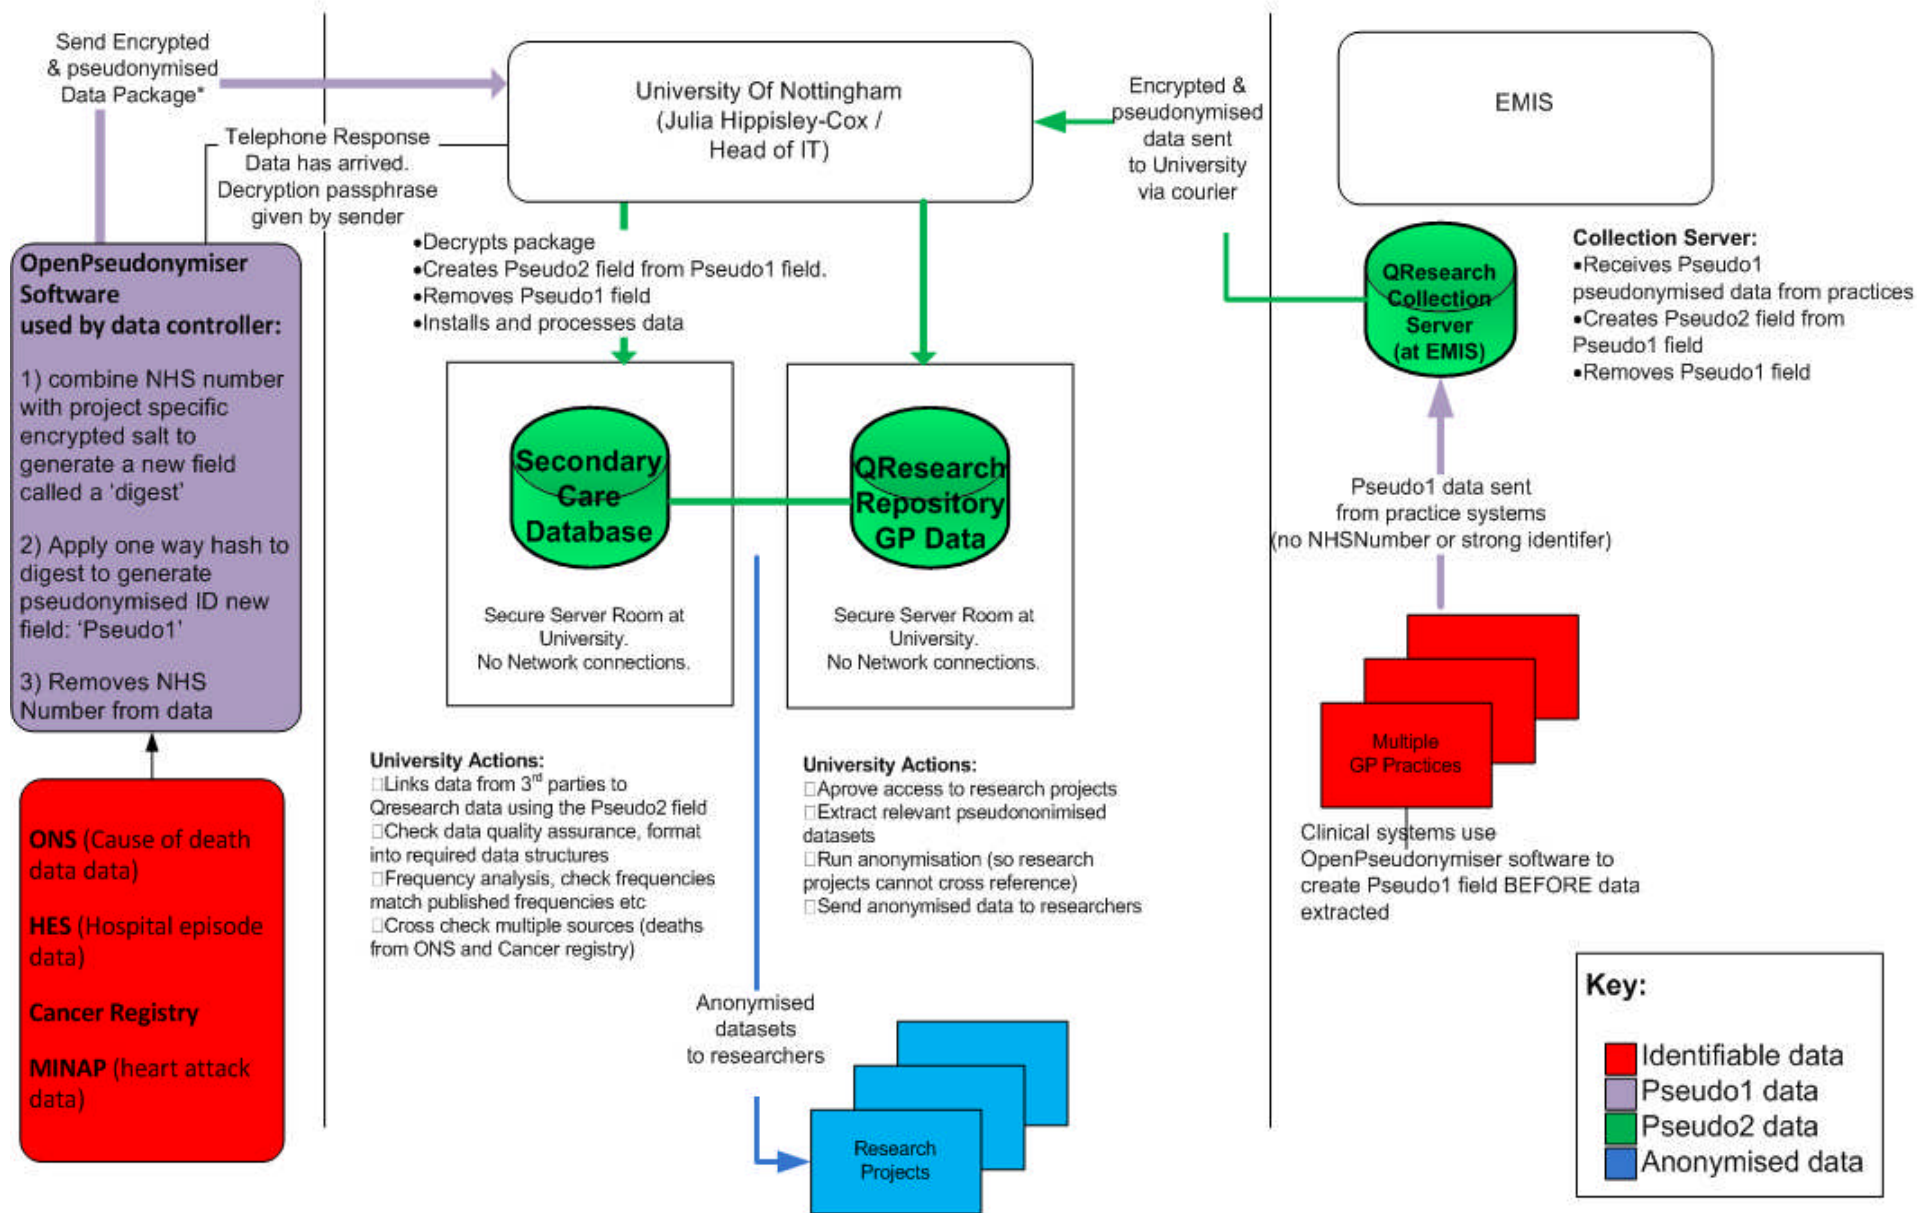 Send Encrypted
& pseudonymised
Data Package*
Telephone Response
Data has arrived.
Decryption passphrase
given by sender
OpenPseudonymiser
Software
used by data controller:
1) combine NHS number
with project specific
encrypted salt to
generate a new field
called a ‘digest’
2) Apply one way hash to
digest to generate
pseudonymised ID new
field: ‘Pseudo1’
3) Removes NHS
Number from data
ONS (Cause of death
data data)
HES (Hospital episode
data)
Cancer Registry
MINAP (heart attack
data)
University Of Nottingham
(Julia Hippisley-Cox /
Head of IT)
•Decrypts package
•Creates Pseudo2 field from Pseudo1 field.
•Removes Pseudo1 field
•Installs and processes data
Secondary
Care
Database
Secure Server Room at
University.
No Network connections.
QResearch
Repository
GP Data
Secure Server Room at
University.
No Network connections.
University Actions:
□Links data from 3rd parties to
Qresearch data using the Pseudo2 field
□Check data quality assurance, format
into required data structures
□Frequency analysis, check frequencies
match published frequencies etc
□Cross check multiple sources (deaths
from ONS and Cancer registry)
University Actions:
□Aprove access to research projects
□Extract relevant pseudononimised
datasets
□Run anonymisation (so research
projects cannot cross reference)
□Send anonymised data to researchers
Anonymised
datasets
to researchers
Research
Projects
Encrypted &
pseudonymised
data sent
to University
via courier
EMIS
QResearch
Collection
Server
(at EMIS)
Collection Server:
•Receives Pseudo1
pseudonymised data from practices
•Creates Pseudo2 field from
Pseudo1 field
•Removes Pseudo1 field
Pseudo1 data sent
from practice systems
(no NHSNumber or strong identifer)
Multiple
GP Practices
Clinical systems use
OpenPseudonymiser software to
create Pseudo1 field BEFORE data
extracted
Key:
Identifiable data
Pseudo1 data
Pseudo2 data
Anonymised data